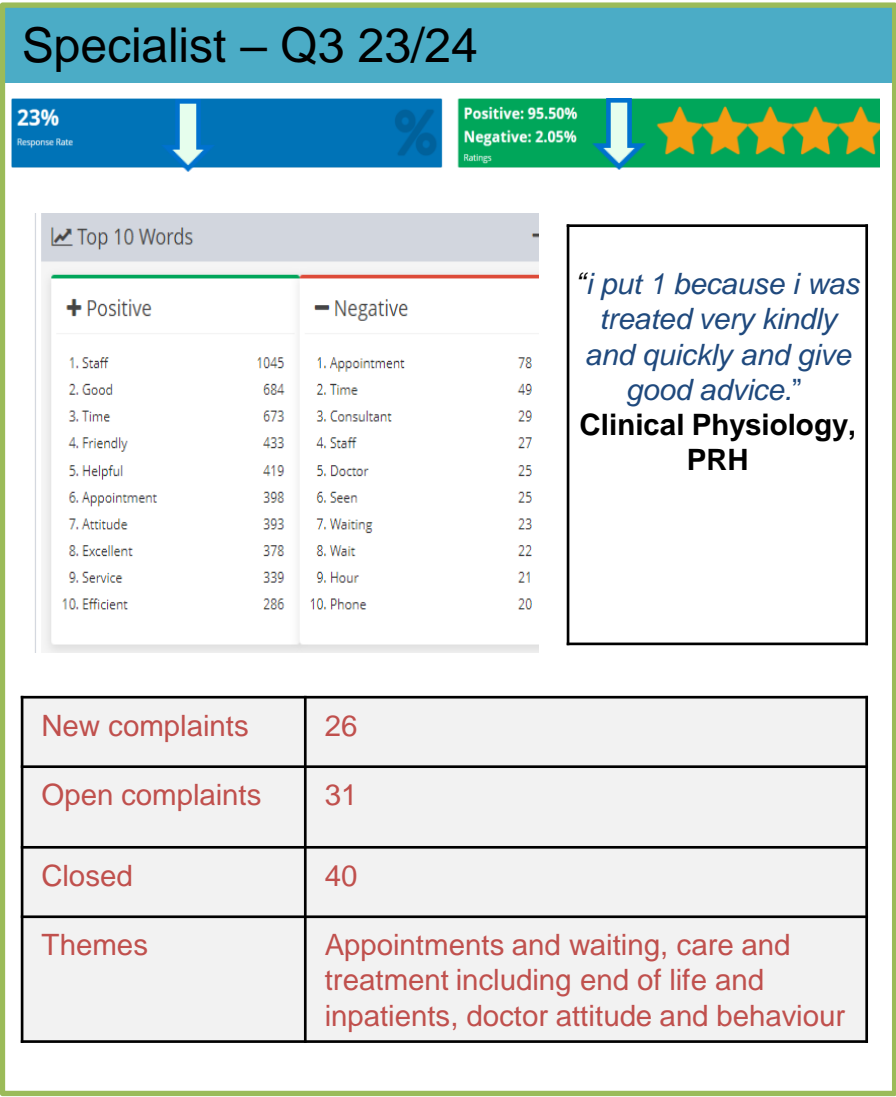 Specialist – Q3 23/24
23%
Response Rate
%
Positive: 95.50%
Negative: 2.05%
Ratings
Top 10 Words
+ Positive
1. Staff 1045
2. Good 684
3. Time 673
4. Friendly 433
5. Helpful 419
6. Appointment 398
7. Attitude 393
8. Excellent 378
9. Service 339
10. Efficient 286
− Negative
1. Appointment 78
2. Time 49
3. Consultant 29
4. Staff 27
5. Doctor 25
6. Seen 25
7. Waiting 23
8. Wait 22
9. Hour 21
10. Phone 20
“i put 1 because i was
treated very kindly
and quickly and give
good advice.”
Clinical Physiology,
PRH
New complaints 26
Open complaints 31
Closed 40
Themes Appointments and waiting, care and
treatment including end of life and
inpatients, doctor attitude and behaviour